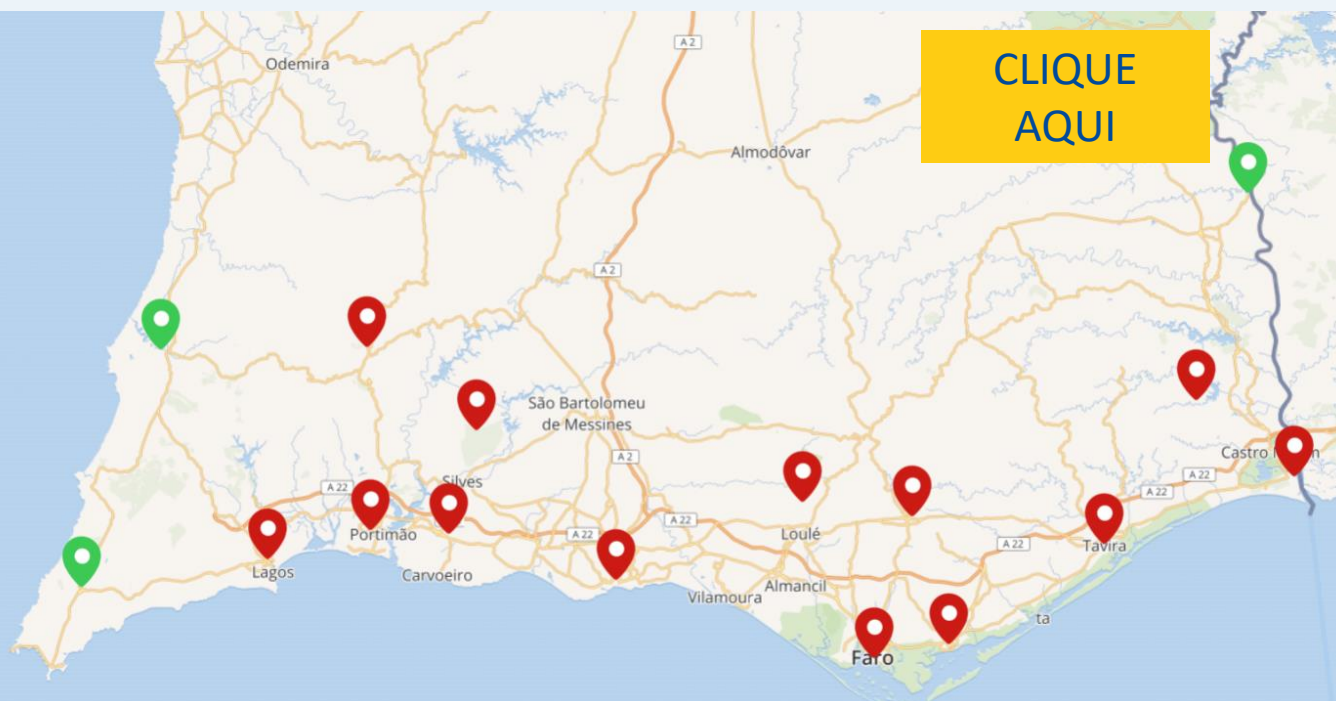 CLIQUE
AQUI
A 2
Odemira
Almodôvar
A 2
São Bartolomeu
de Messines
A 2
Castro
Silves
A 22
A 22
A 22
A 22
A 22
A 22
Portimão
Loulé
Tavira
Lagos
Carvoeiro
Almancil
Vilamoura
ta
Faro